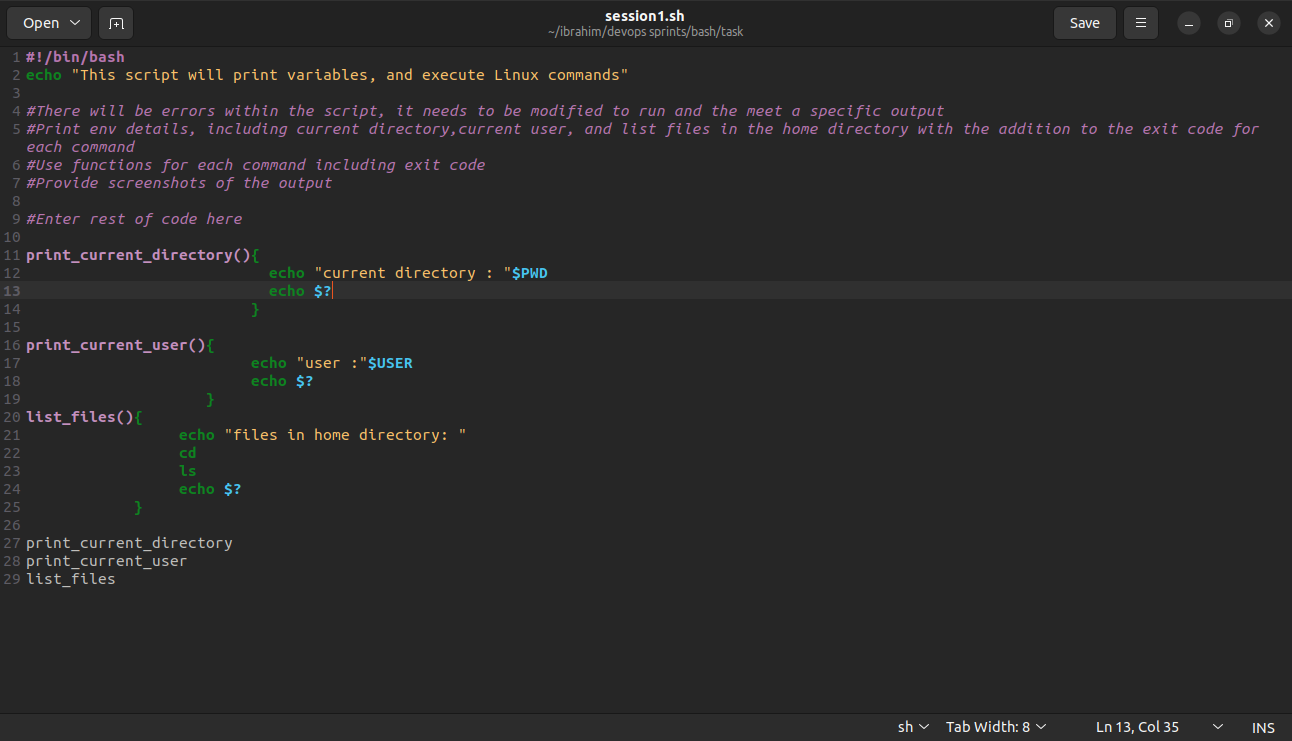 Open
session1.sh
~/ibrahim/devops sprints/bash/task
Save
1 #!/bin/bash
2 echo "This script will print variables, and execute Linux commands"
3
4 #There will be errors within the script, it needs to be modified to run and the meet a specific output
5 #Print env details, including current directory,current user, and list files in the home directory with the addition to the exit code for
each command
6 #Use functions for each command including exit code
7 #Provide screenshots of the output
8
9 #Enter rest of code here
10
11 print_current_directory(){
12 echo "current directory : "$PWD
13 echo $?
14 }
15
16 print_current_user(){
17 echo "user :"$USER
18 echo $?
19 }
20 list_files(){
21 echo "files in home directory: "
22 cd
23 ls
24 echo $?
25 }
26
27 print_current_directory
28 print_current_user
29 list_files
sh Tab Width: 8 Ln 13, Col 35 INS